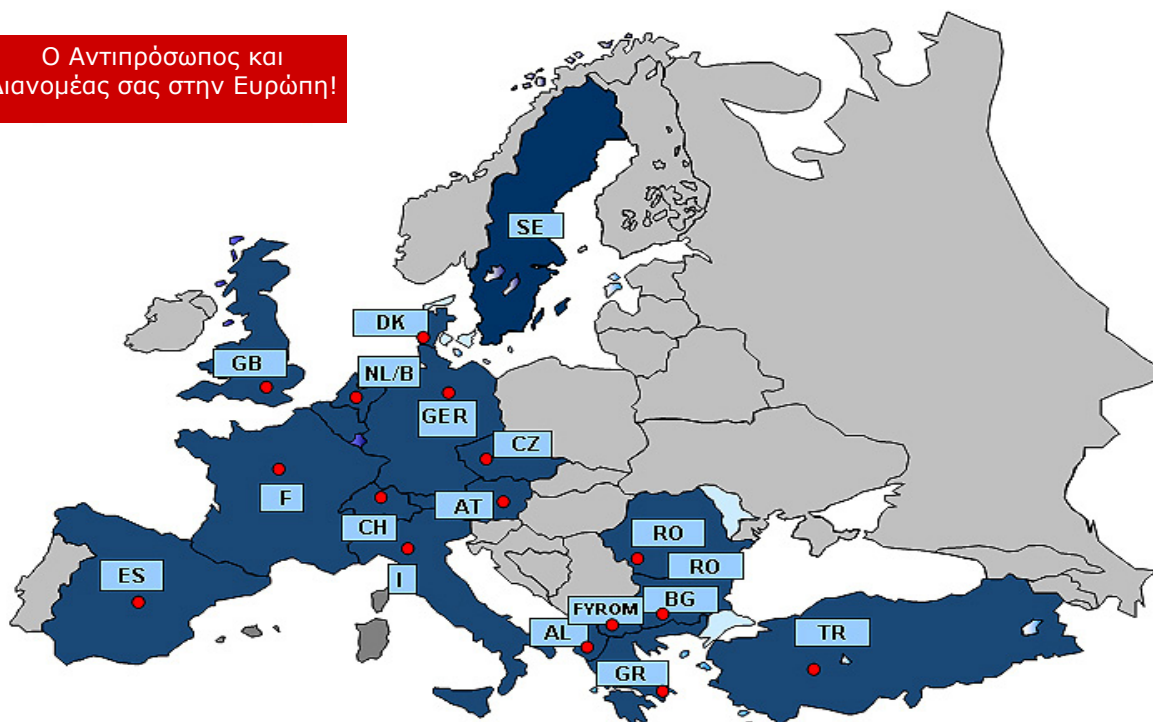 Ο Αντιπρόσωπος και
Διανομέας σας στην Ευρώπη!
SE
DK
GB
NL/B
GER
CZ
F
AT
CH
RO
RO
ES
I
FYROM
BG
AL
TR
GR